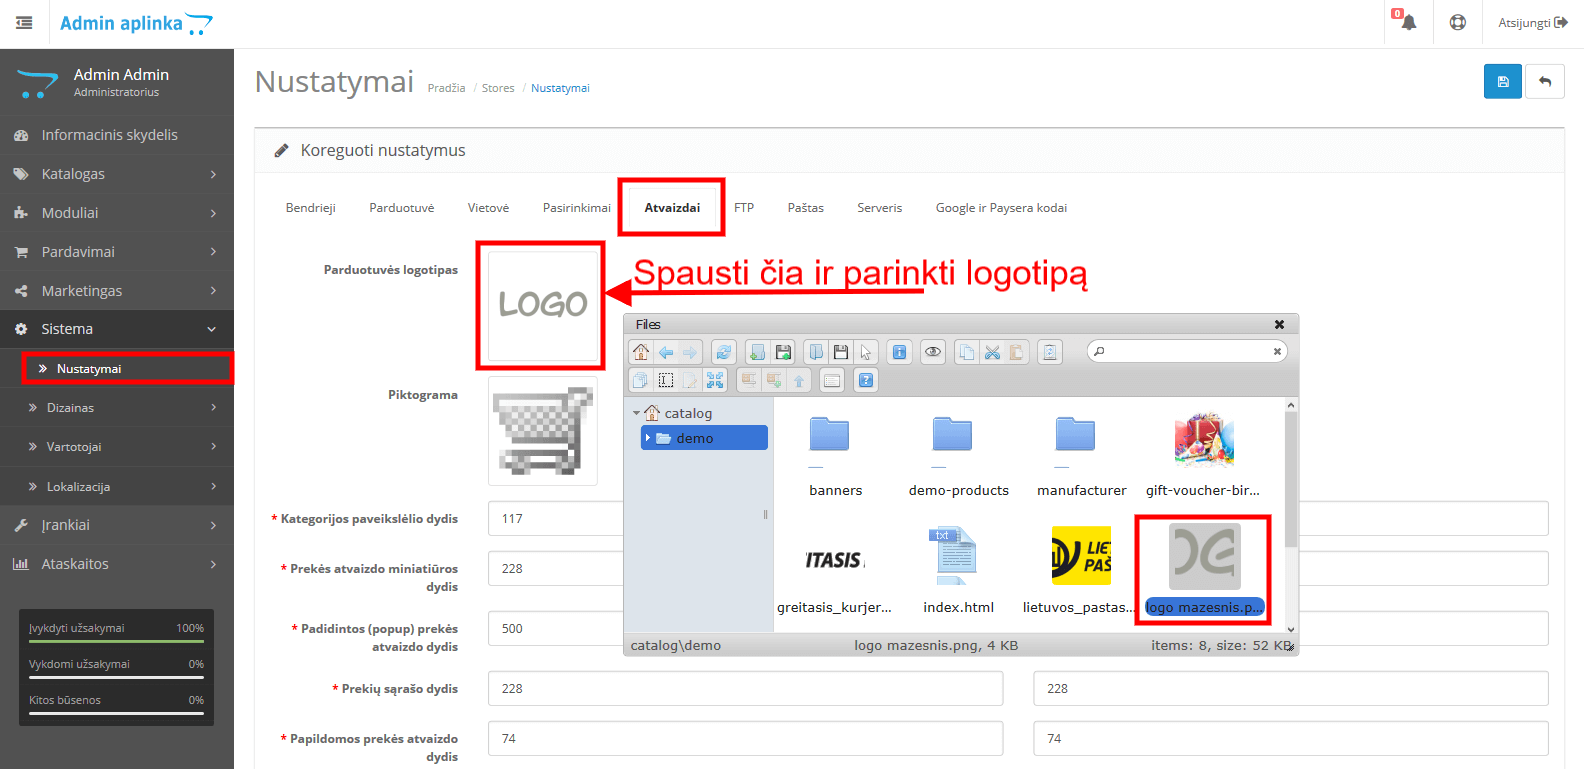 Admin aplinka
0
Atsijungti
Admin Admin
Administratorius
Informacinis skydelis
Katalogas
Moduliai
Pardavimai
Marketingas
Sistema
Nustatymai
Dizainas
Vartotojai
Lokalizacija
Įrankiai
Ataskaitos
Įvykdyti užsakymai 100%
Vykdomi užsakymai 0%
Kitos būsenos 0%
Nustatymai Pradžia / Stores / Nustatymai
Koreguoti nustatymus
Bendrieji Parduotuvė Vietovė Pasirinkimai Atvaizdai FTP Paštas Serveris Google ir Paysera kodai
Parduotuvės logotipas
LOGO
Spausti čia ir parinkti logotipą
Piktograma
* Kategorijos paveikslėlio dydis
117
* Prekės atvaizdo miniatiūros
dydis
228
* Padidintos (popup) prekės
atvaizdo dydis
500
* Prekių sąrašo dydis
228
228
* Papildomos prekės atvaizdo
dydis
74
74
Files
catalog
demo
banners
demo-products
manufacturer
gift-voucher-bir...
ITASIS
txt
LIE
PAŠ
greitasis_kurjer...
index.html
lietuvos_pastas...
logo mazesnis.p...
catalog\demo
logo mazesnis.png, 4 KB
items: 8, size: 52 KB